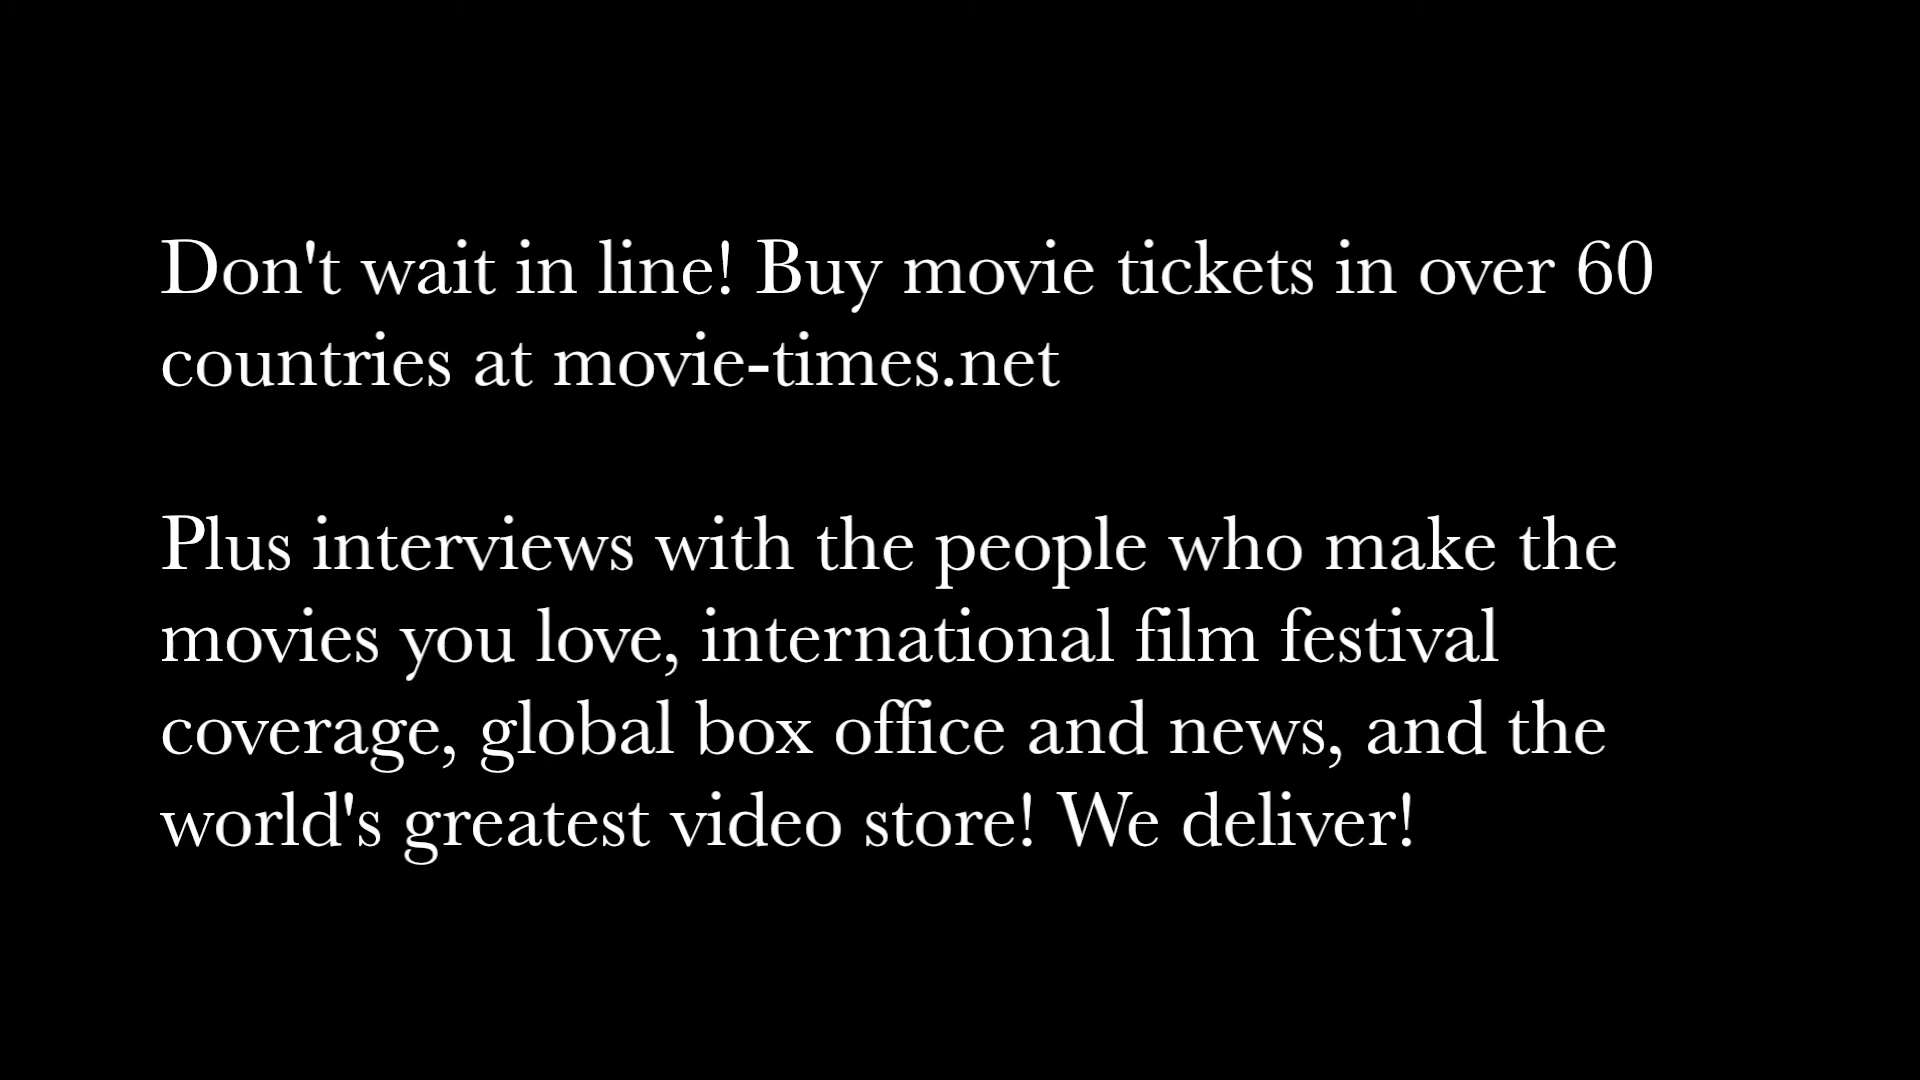 Don't wait in line! Buy movie tickets in over 60
countries at movie-times.net
Plus interviews with the people who make the
movies you love, international film festival
coverage, global box office and news, and the
world's greatest video store! We deliver!